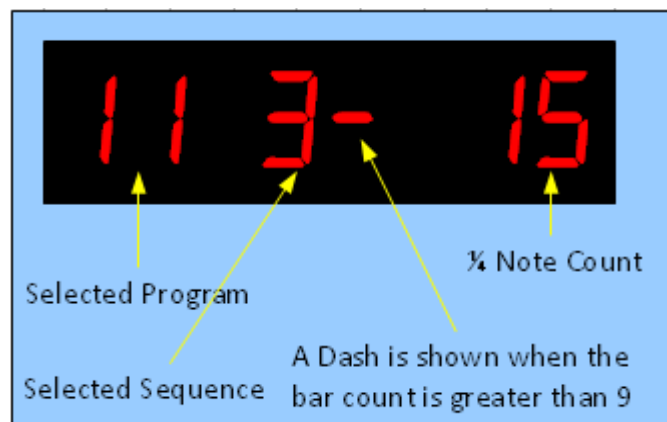 11 3- 15
¼ Note Count
Selected Program
A Dash is shown when the
Selected Sequence
bar count is greater than 9